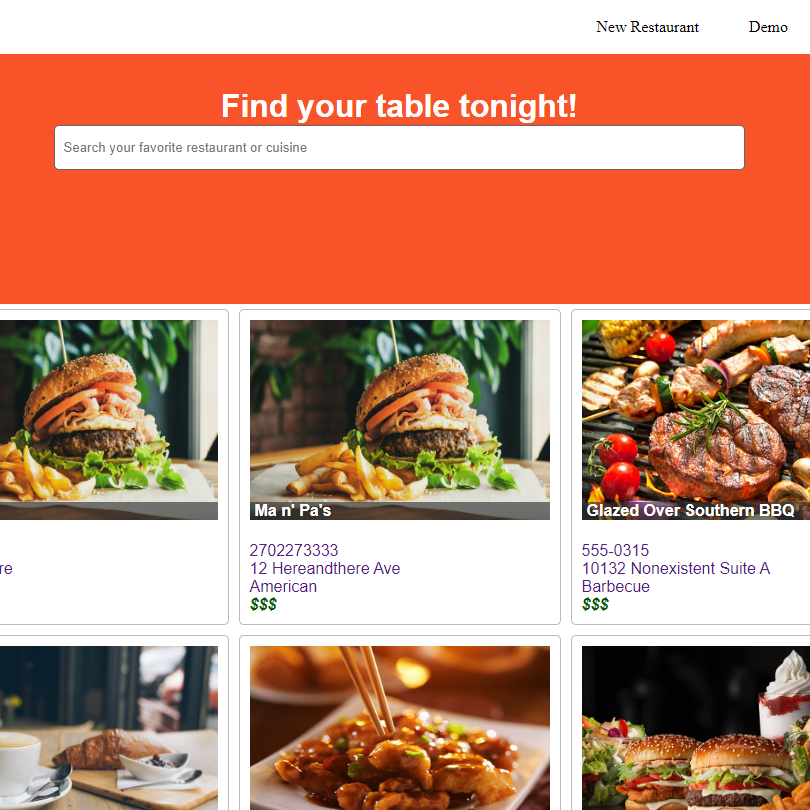 New Restaurant Demo
Find your table tonight!
Search your favorite restaurant or cuisine
re
Ma n' Pa's
2702273333
12 Hereandthere Ave
American
$$$
Glazed Over Southern BBQ
555-0315
10132 Nonexistent Suite A
Barbecue
$$$